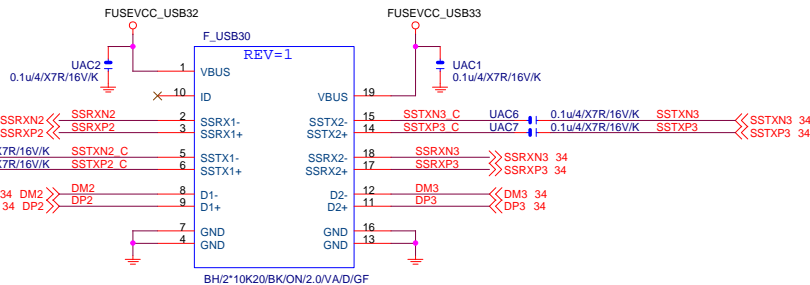 FUSEVCC_USB32 FUSEVCC_USB33
F_USB30
REV=1
UAC2 UAC1
0.1u/4/X7R/16V/K 0.1u/4/X7R/16V/K
1 VBUS
10 ID VBUS 19
SSRXN2 SSRXN2 2 SSRX1- SSTX2- 15 SSTXN3_C UAC6 0.1u/4/X7R/16V/K SSTXN3 SSTXN3 34
SSRXP2 SSRXP2 3 SSRX1+ SSTX2+ 14 SSTXP3_C UAC7 0.1u/4/X7R/16V/K SSTXP3 SSTXP3 34
X7R/16V/K SSTXN2_C 5 SSTX1- SSRX2- 18 SSRXN3 SSRXN3 34
X7R/16V/K SSTXP2_C 6 SSTX1+ SSRX2+ 17 SSRXP3 SSRXP3 34
34 DM2 DM2 8 D1- D2- 12 DM3 DM3 34
34 DP2 DP2 9 D1+ D2+ 11 DP3 DP3 34
7 GND GND 16
4 GND GND 13
BH/2*10K20/BK/ON/2.0/VA/D/GF